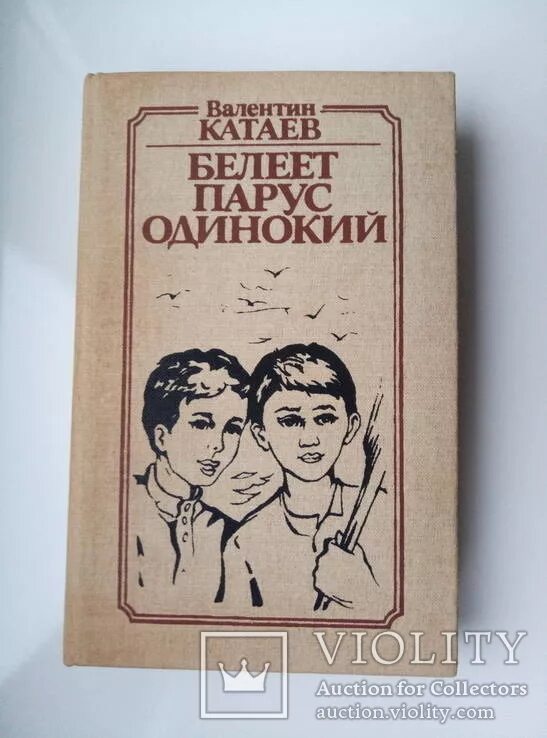 Валентин
КАТАЕВ
БЕЛЕЕТ
ПАРУС
ОДИНОКИЙ
VIOLITY
Auction for Collectors
auction.violity.com